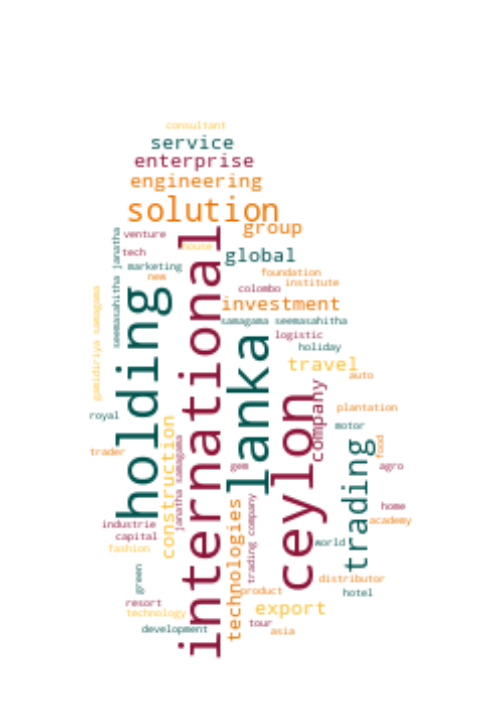 consultant
service
enterprise
engineering
solution
group
venture
international
house
global
tech
seemasahitha janatha
marketing
new
foundation
institute
colombo
holding
gamidiriya samagama
investment
samagama seemasahitha
logistic
lanka
holiday
travel
auto
company
ceylon
plantation
royal
construction
motor
janatha samagama
trader
food
trading
gem
agro
trading company
technologies
home
industrie
academy
capital
world
fashion
green
distributor
product
hotel
resort
export
technology
tour
development
asia